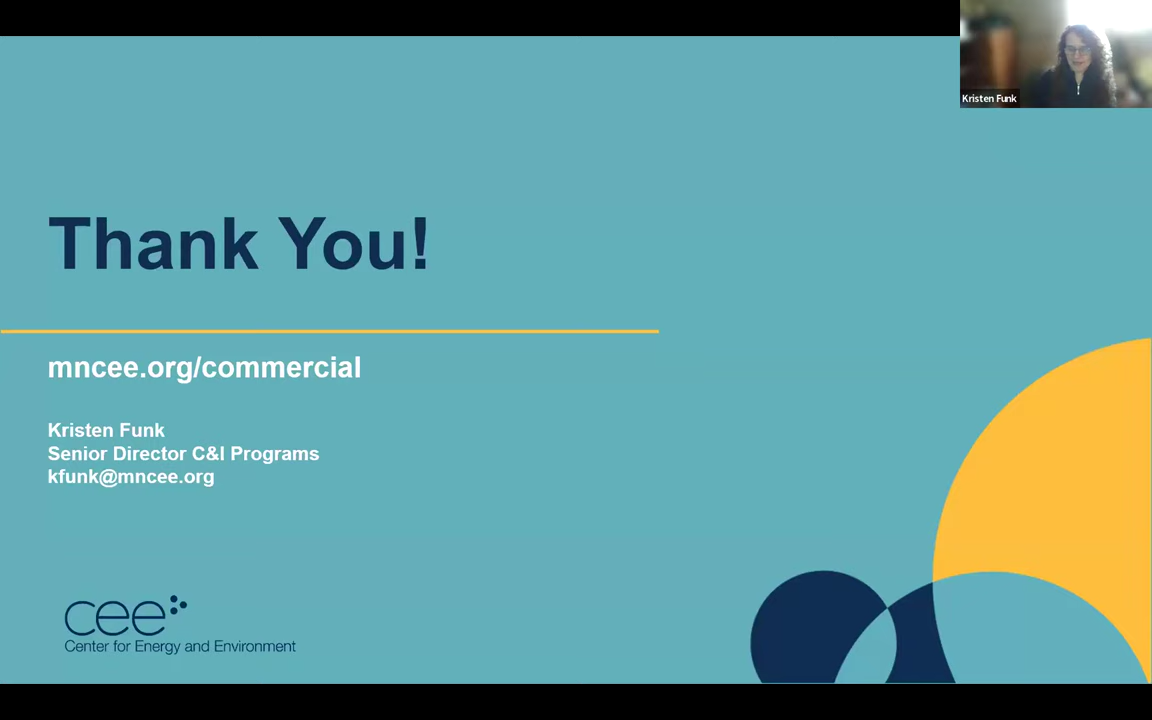 Kristen Funk
Thank You!
mncee.org/commercial
Kristen Funk
Senior Director C&I Programs
kfunk@mncee.org
cee
Center for Energy and Environment